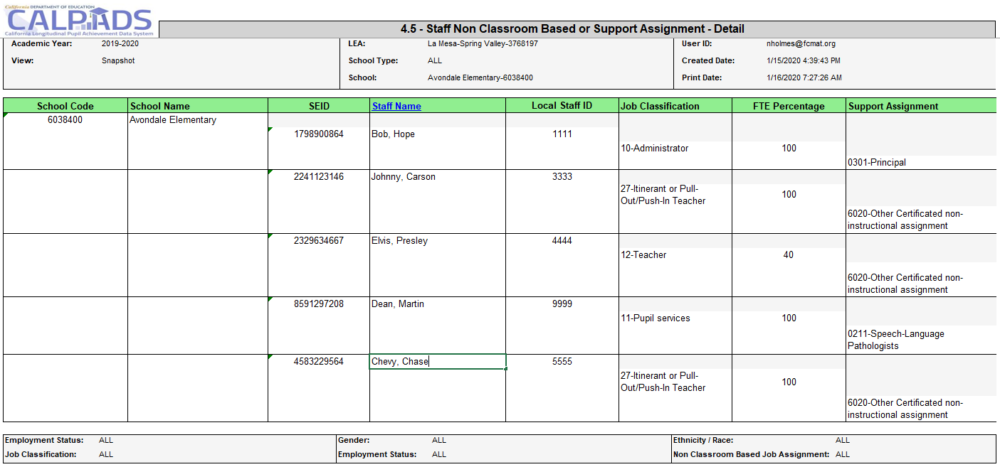 California DEPARTMENT OF EDUCATION
CALPADS
California Longitudinal Pupil Achievement Data System
4.5 - Staff Non Classroom Based or Support Assignment - Detail
Academic Year: 2019-2020 LEA: La Mesa-Spring Valley-3768197 User ID: nholmes@fcmat.org
View: Snapshot School Type: ALL Created Date: 1/15/2020 4:39:43 PM
School: Avondale Elementary-6038400 Print Date: 1/16/2020 7:27:26 AM
School Code School Name SEID Staff Name Local Staff ID Job Classification FTE Percentage Support Assignment
6038400 Avondale Elementary
1798900864 Bob, Hope 1111
10-Administrator 100
0301-Principal
2241123146 Johnny, Carson 3333
27-Itinerant or Pull-
Out/Push-In Teacher 100
6020-Other Certificated non-
instructional assignment
2329634667 Elvis, Presley 4444
12-Teacher 40
6020-Other Certificated non-
instructional assignment
8591297208 Dean, Martin 9999
11-Pupil services 100
0211-Speech-Language
Pathologists
4583229564 Chevy, Chase 5555
27-Itinerant or Pull-
Out/Push-In Teacher 100
6020-Other Certificated non-
instructional assignment
Employment Status: ALL Gender: ALL Ethnicity / Race: ALL
Job Classification: ALL Employment Status: ALL Non Classroom Based Job Assignment: ALL